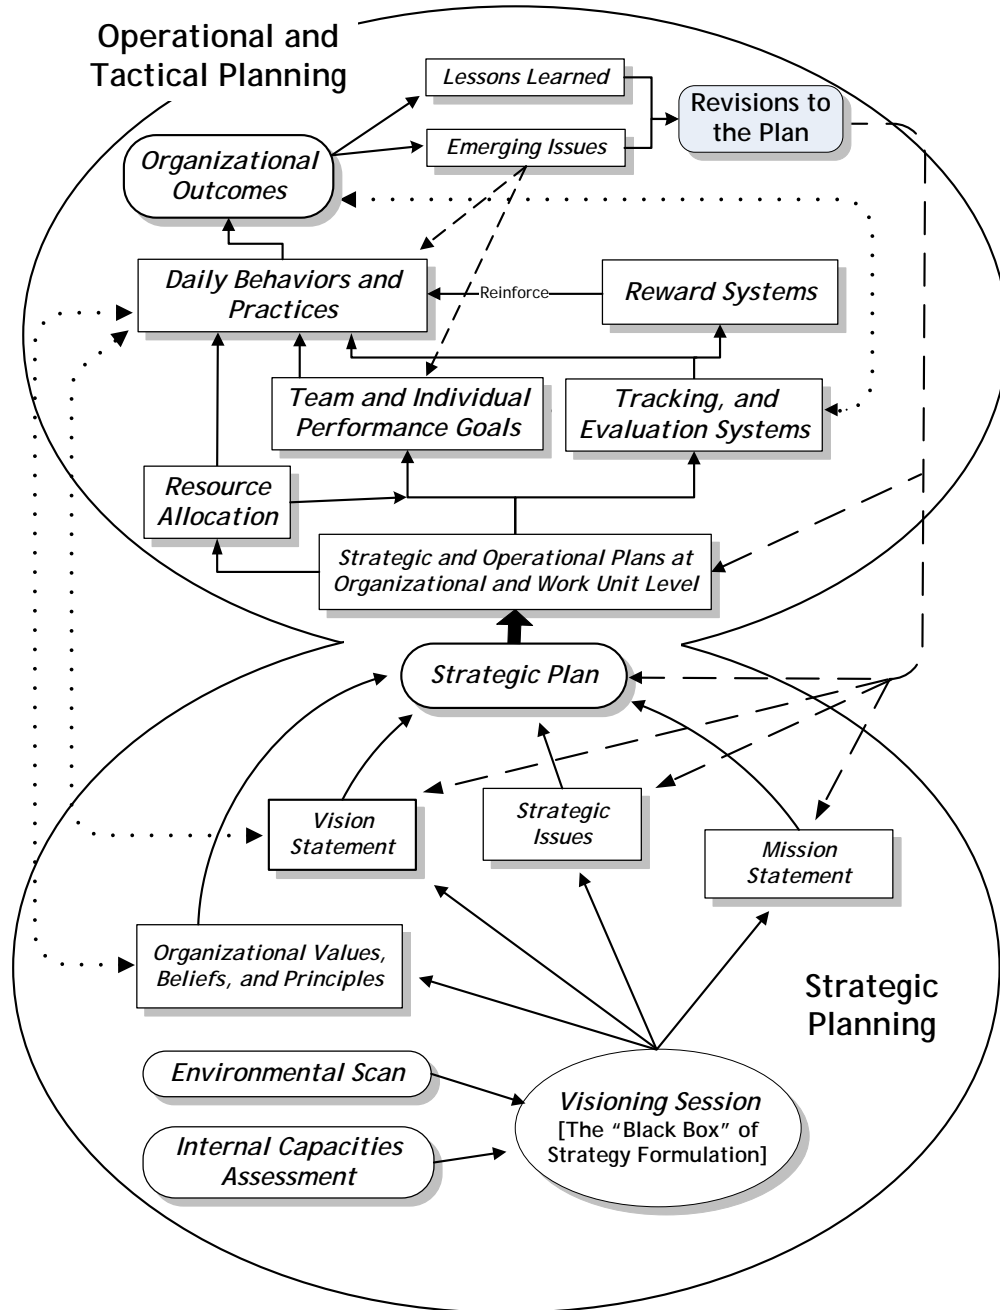 Operational and
Tactical Planning
Lessons Learned
Revisions to
the Plan
Emerging Issues
Organizational
Outcomes
Daily Behaviors and
Practices
Reinforce
Reward Systems
Team and Individual
Performance Goals
Tracking, and
Evaluation Systems
Resource
Allocation
Strategic and Operational Plans at
Organizational and Work Unit Level
Strategic Plan
Vision
Statement
Strategic
Issues
Mission
Statement
Organizational Values,
Beliefs, and Principles
Strategic
Planning
Environmental Scan
Visioning Session
[The “Black Box” of
Strategy Formulation]
Internal Capacities
Assessment